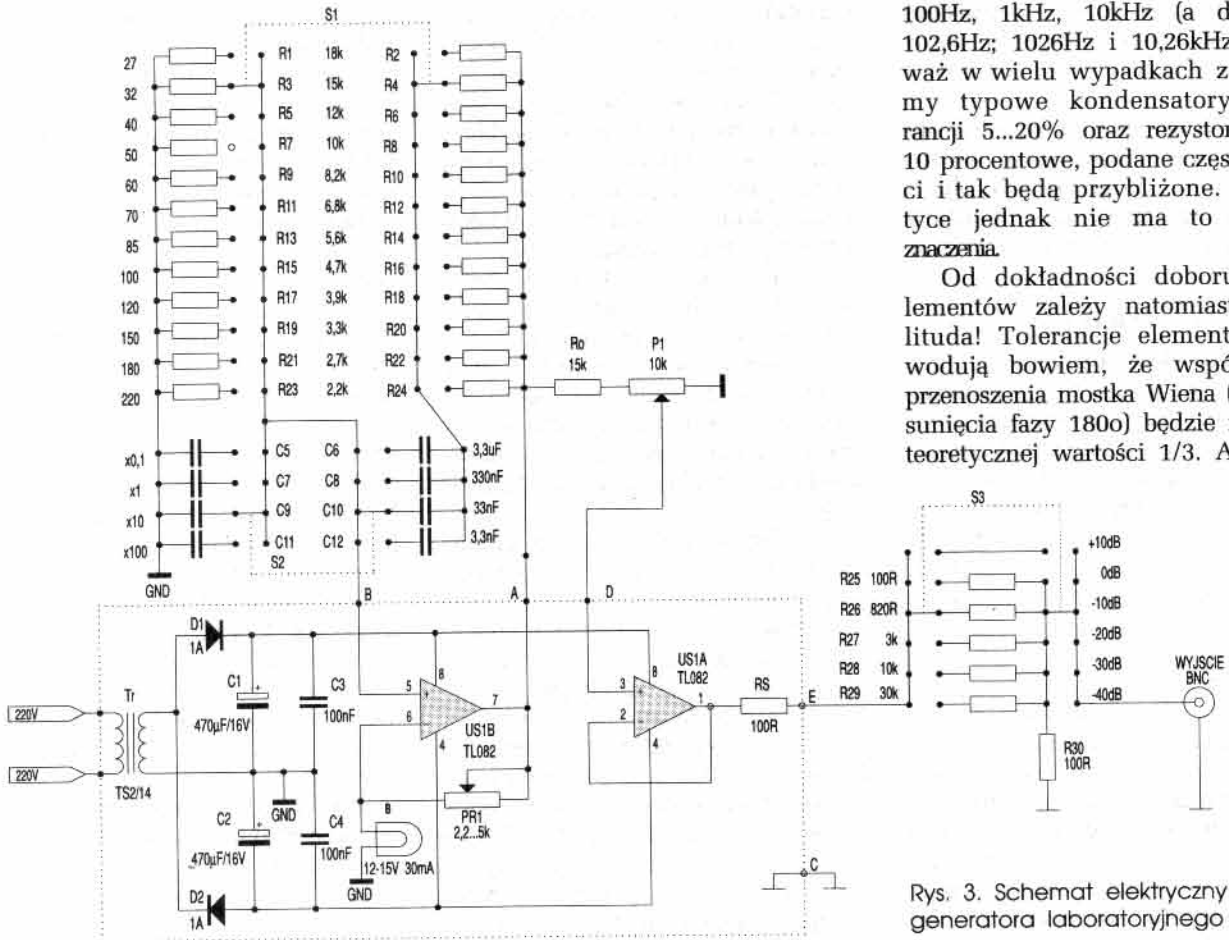 S1
27 R1 18k R2
32 R3 15k R4
40 R5 12k R6
50 R7 10k R8
60 R9 8,2k R10
70 R11 6,8k R12
85 R13 5,6k R14
100 R15 4,7k R16
120 R17 3,9k R18
150 R19 3,3k R20
180 R21 2,7k R22
220 R23 2,2k R24
x0,1 C5 C6 3,3uF
x1 C7 C8 330nF
x10 C9 C10 33nF
x100 C11 C12 3,3nF
S2
GND
Ro
15k
P1
10k
B A D
D1
1A
C1
470µF/16V
C3
100nF
Tr
220V
220V
TS2/14
GND
C2
470µF/16V
C4
100nF
D2
1A
5
+
6
-
8
7
4
US1B
TL082
PR1
2,2...5k
B
12-15V 30mA
GND
3
+
2
-
8
1
4
US1A
TL082
RS
100R
E
C
S3
R25 100R
R26 820R
R27 3k
R28 10k
R29 30k
+10dB
0dB
-10dB
-20dB
-30dB
-40dB
R30
100R
WYJSCIE
BNC
100Hz, 1kHz, 10kHz (a d
102,6Hz; 1026Hz i 10,26kHz
waż w wielu wypadkach z
my typowe kondensatory
rancji 5...20% oraz rezystor
10 procentowe, podane częs
ci i tak będą przybliżone.
tyce jednak nie ma to
znaczenia.
Od dokładności doboru
lementów zależy natomias
lituda! Tolerancje element
wodują bowiem, że wspó
przenoszenia mostka Wiena (
sunięcia fazy 180o) będzie
teoretycznej wartości 1/3. A
Rys. 3. Schemat elektryczny
generatora laboratoryjnego